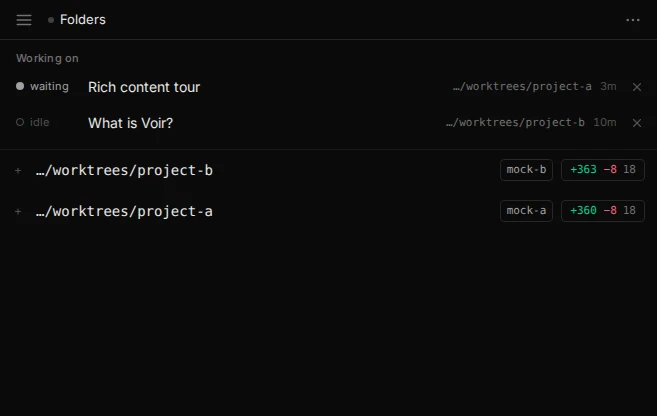 Folders
Working on
waiting Rich content tour …/worktrees/project-a 3m
idle What is Voir? …/worktrees/project-b 10m
+ …/worktrees/project-b mock-b +363 −8 18
+ …/worktrees/project-a mock-a +360 −8 18